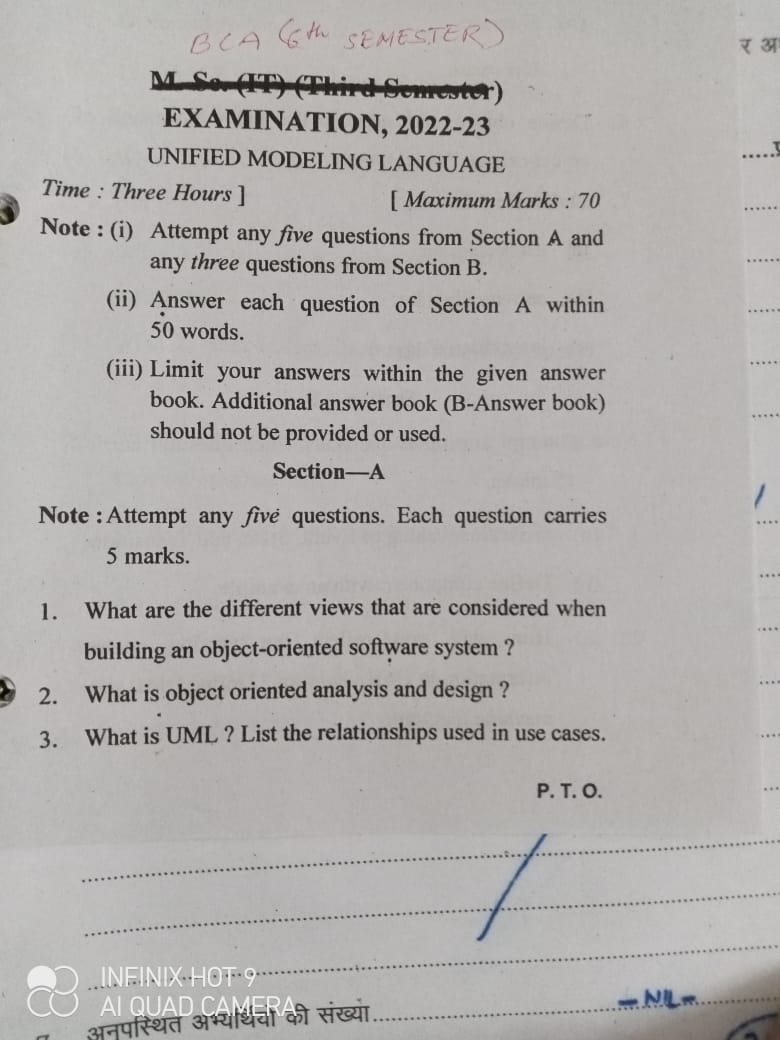 BCA (6th SEMESTER)
र अ
M. Sc. (IT) (Third Semester)
EXAMINATION, 2022-23
UNIFIED MODELING LANGUAGE
Time : Three Hours ]
[ Maximum Marks : 70
Note : (i) Attempt any five questions from Section A and
any three questions from Section B.
(ii) Answer each question of Section A within
50 words.
(iii) Limit your answers within the given answer
book. Additional answer book (B-Answer book)
should not be provided or used.
Section—A
Note : Attempt any five questions. Each question carries
5 marks.
1. What are the different views that are considered when
building an object-oriented software system ?
2. What is object oriented analysis and design ?
3. What is UML ? List the relationships used in use cases.
P. T. O.
INFINIX HOT 9
AI QUAD CAMERA
अनुपस्थित अभ्यर्थियों की संख्या - NIL -